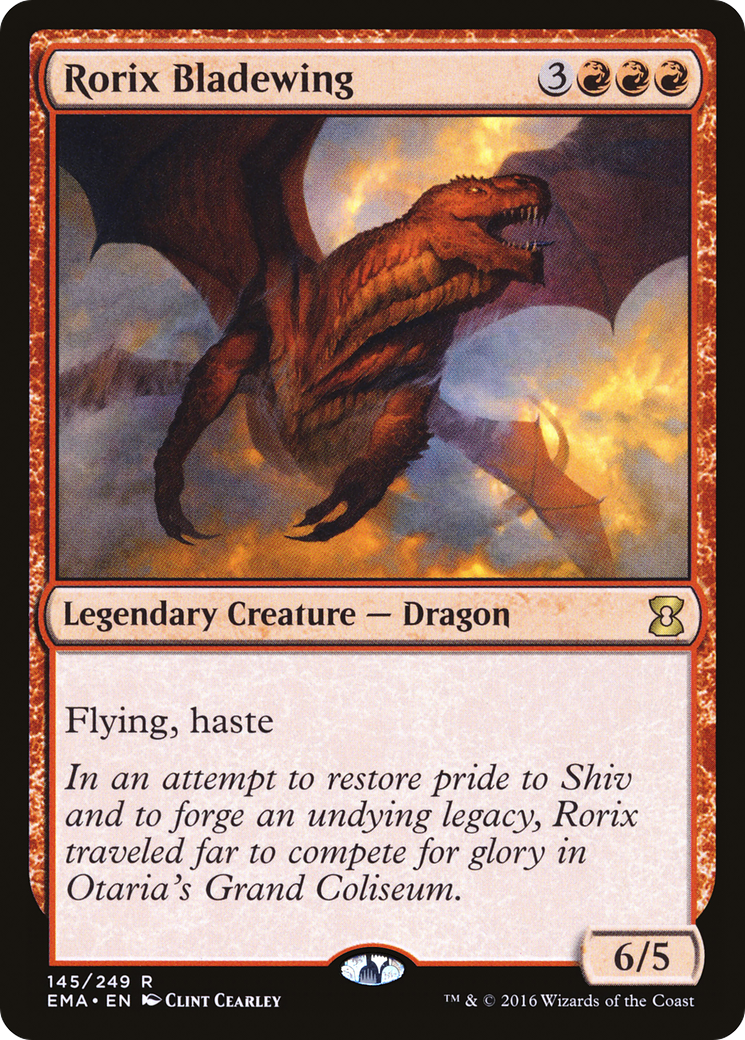 Rorix Bladewing 3
Legendary Creature — Dragon
Flying, haste
In an attempt to restore pride to Shiv
and to forge an undying legacy, Rorix
traveled far to compete for glory in
Otaria's Grand Coliseum.
6/5
145/249 R
EMA • EN Clint Cearley
™ & © 2016 Wizards of the Coast